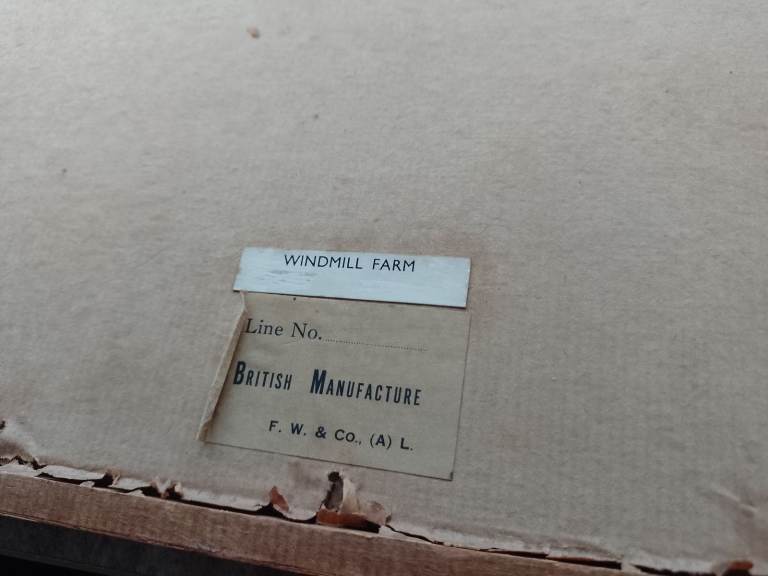 WINDMILL FARM
Line No.
BRITISH MANUFACTURE
F. W. & Co., (A) L.